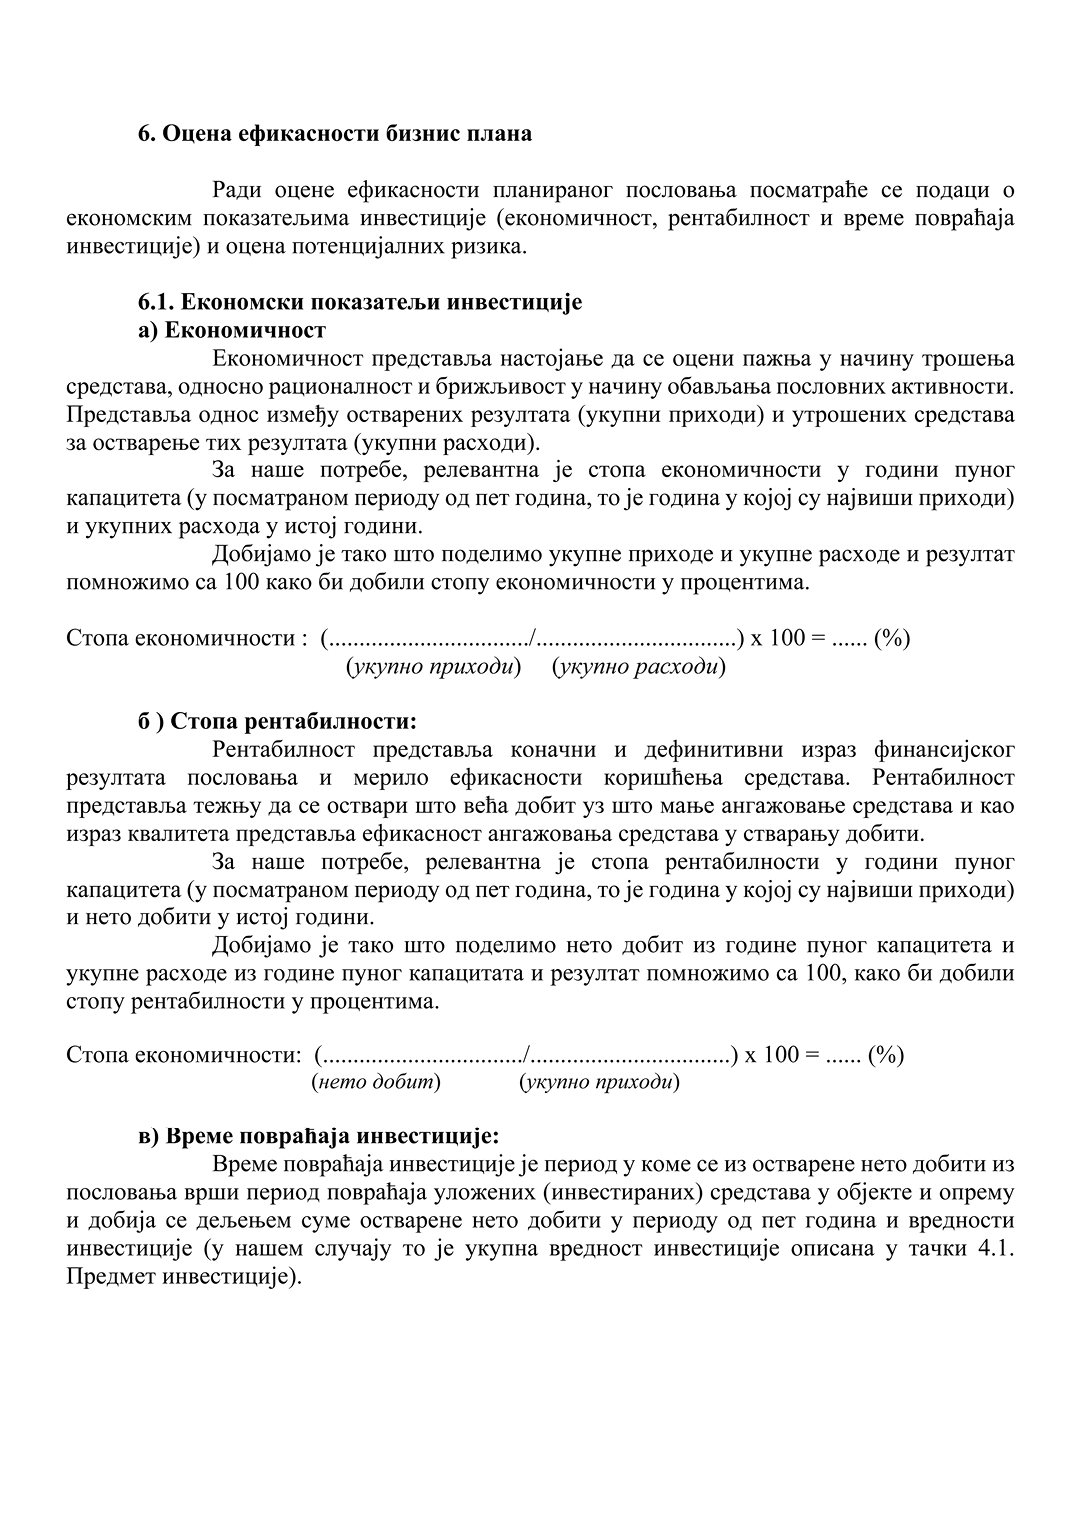 6. Оцена ефикасности бизнис плана
Ради оцене ефикасности планираног пословања посматраће се подаци о
економским показатељима инвестиције (економичност, рентабилност и време повраћаја
инвестиције) и оцена потенцијалних ризика.
6.1. Економски показатељи инвестиције
а) Економичност
Економичност представља настојање да се оцени пажња у начину трошења
средстава, односно рационалност и брижљивост у начину обављања пословних активности.
Представља однос између остварених резултата (укупни приходи) и утрошених средстава
за остварење тих резултата (укупни расходи).
За наше потребе, релевантна је стопа економичности у години пуног
капацитета (у посматраном периоду од пет година, то је година у којој су највиши приходи)
и укупних расхода у истој години.
Добијамо је тако што поделимо укупне приходе и укупне расходе и резултат
помножимо са 100 како би добили стопу економичности у процентима.
Стопа економичности : (................................../..................................) x 100 = ...... (%)
(укупно приходи) (укупно расходи)
б ) Стопа рентабилности:
Рентабилност представља коначни и дефинитивни израз финансијског
резултата пословања и мерило ефикасности коришћења средстава. Рентабилност
представља тежњу да се оствари што већа добит уз што мање ангажовање средстава и као
израз квалитета представља ефикасност ангажовања средстава у стварању добити.
За наше потребе, релевантна је стопа рентабилности у години пуног
капацитета (у посматраном периоду од пет година, то је година у којој су највиши приходи)
и нето добити у истој години.
Добијамо је тако што поделимо нето добит из године пуног капацитета и
укупне расходе из године пуног капацитата и резултат помножимо са 100, како би добили
стопу рентабилности у процентима.
Стопа економичности: (................................../..................................) x 100 = ...... (%)
(нето добит) (укупно приходи)
в) Време повраћаја инвестиције:
Време повраћаја инвестиције је период у коме се из остварене нето добити из
пословања врши период повраћаја уложених (инвестираних) средстава у објекте и опрему
и добија се дељењем суме остварене нето добити у периоду од пет година и вредности
инвестиције (у нашем случају то је укупна вредност инвестиције описана у тачки 4.1.
Предмет инвестиције).